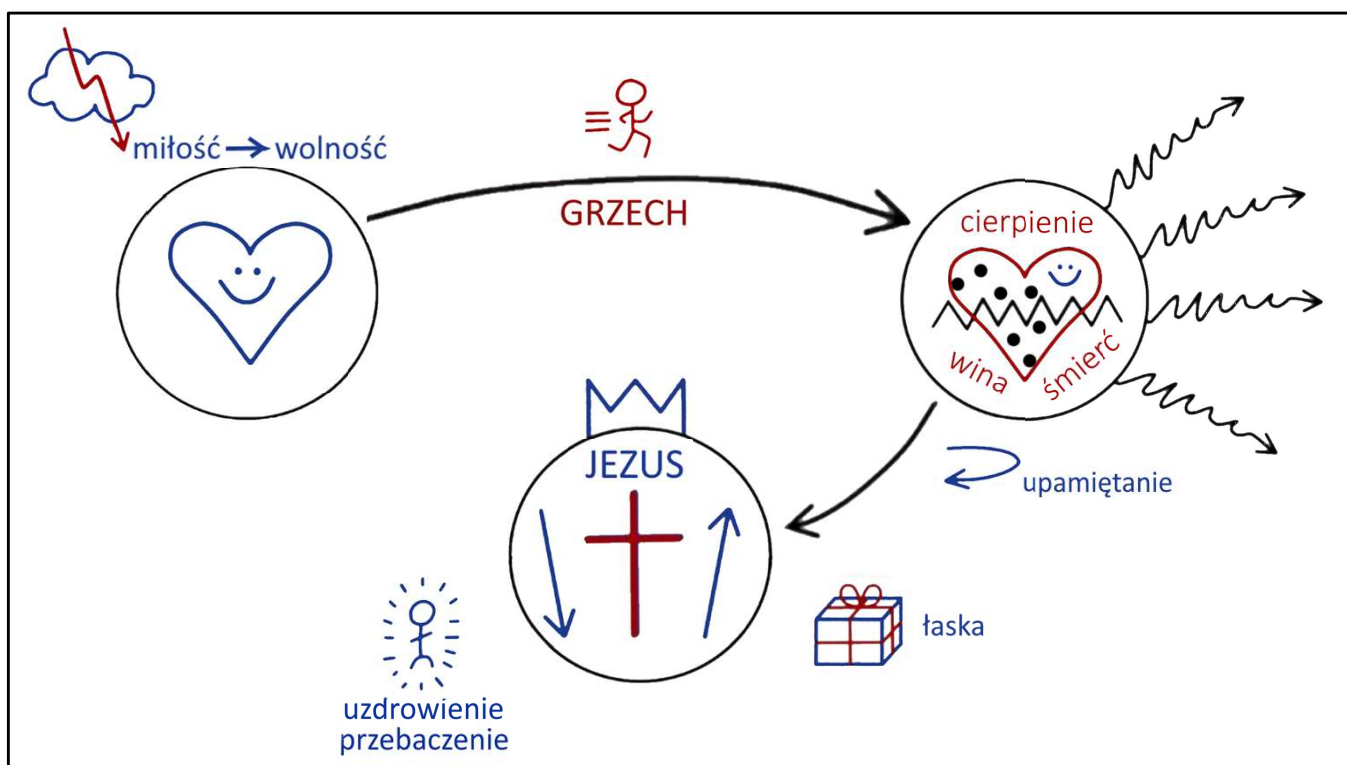 miłość → wolność
GRZECH
cierpienie
wina
śmierć
JEZUS
upamiętanie
łaska
uzdrowienie
przebaczenie